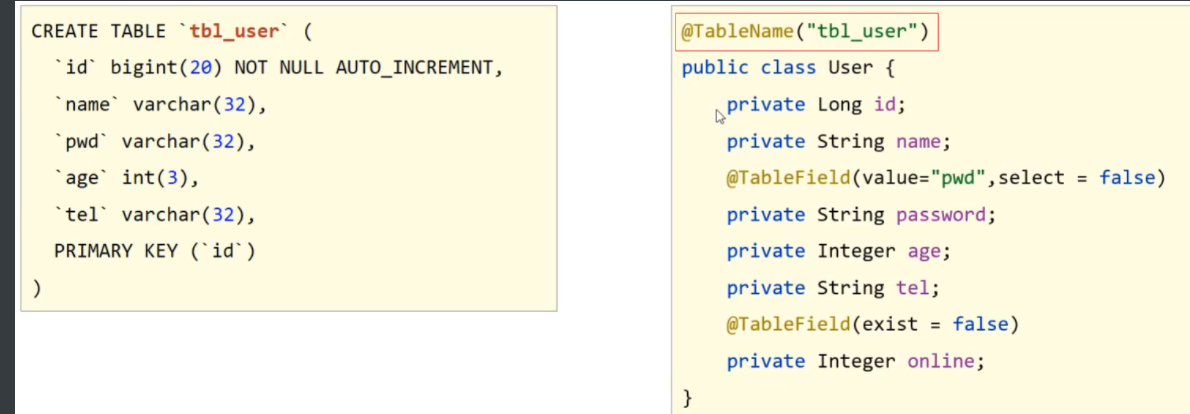 CREATE TABLE `tbl_user` (
`id` bigint(20) NOT NULL AUTO_INCREMENT,
`name` varchar(32),
`pwd` varchar(32),
`age` int(3),
`tel` varchar(32),
PRIMARY KEY (`id`)
)
@TableName("tbl_user")
public class User {
private Long id;
private String name;
@TableField(value="pwd",select = false)
private String password;
private Integer age;
private String tel;
@TableField(exist = false)
private Integer online;
}